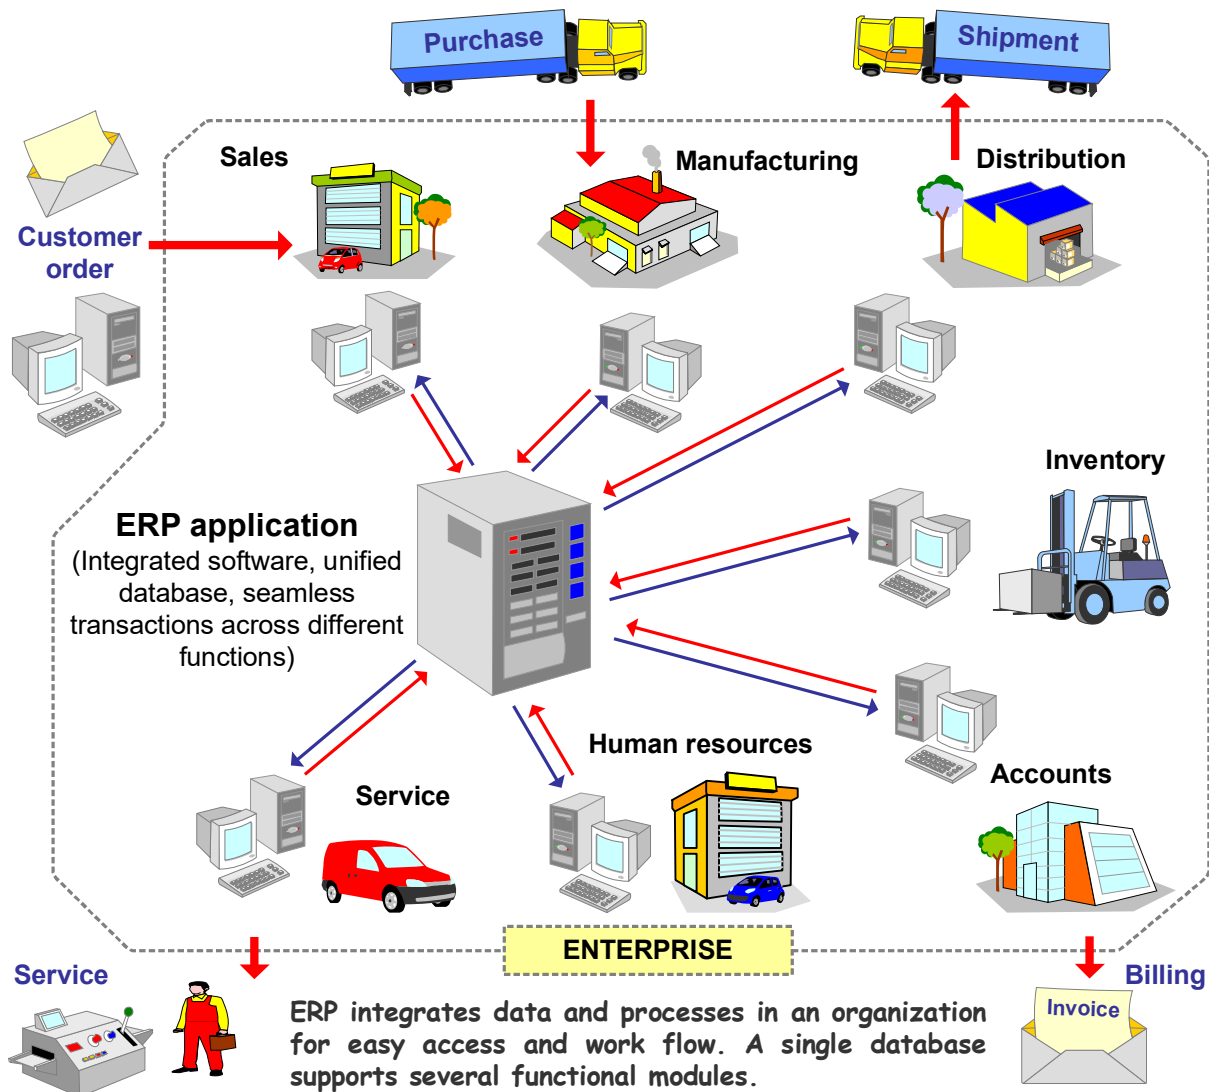 Purchase
Shipment
Sales
Manufacturing
Distribution
Customer
order
Inventory
ERP application
(Integrated software, unified
database, seamless
transactions across different
functions)
Human resources
Service
Accounts
ENTERPRISE
Service
Billing
Invoice
ERP integrates data and processes in an organization
for easy access and work flow. A single database
supports several functional modules.